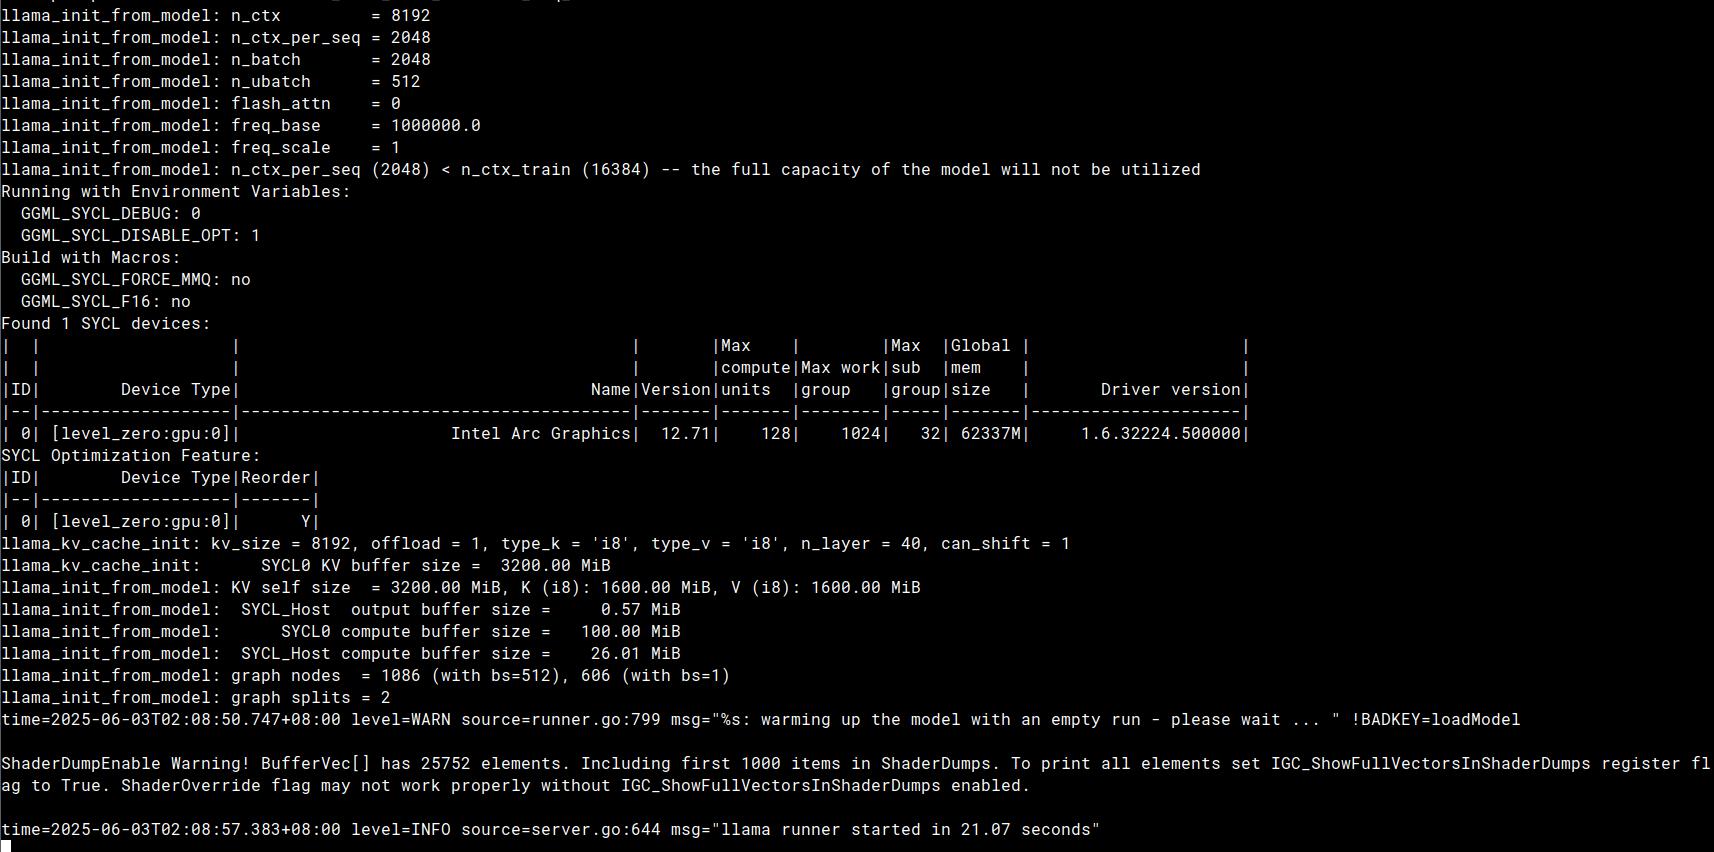 llama_init_from_model: n_ctx         = 8192
llama_init_from_model: n_ctx_per_seq = 2048
llama_init_from_model: n_batch       = 2048
llama_init_from_model: n_ubatch      = 512
llama_init_from_model: flash_attn    = 0
llama_init_from_model: freq_base     = 1000000.0
llama_init_from_model: freq_scale    = 1
llama_init_from_model: n_ctx_per_seq (2048) < n_ctx_train (16384) -- the full capacity of the model will not be utilized
Running with Environment Variables:
  GGML_SYCL_DEBUG: 0
  GGML_SYCL_DISABLE_OPT: 1
Build with Macros:
  GGML_SYCL_FORCE_MMQ: no
  GGML_SYCL_F16: no
Found 1 SYCL devices:
|  |                   |                                       |       |Max    |        |Max  |Global |                     |
|  |                   |                                       |       |compute|Max work|sub  |mem    |                     |
|ID|        Device Type|                                   Name|Version|units  |group   |group|size   |       Driver version|
|--|-------------------|---------------------------------------|-------|-------|--------|-----|-------|---------------------|
| 0| [level_zero:gpu:0]|                     Intel Arc Graphics|  12.71|    128|    1024|   32| 62337M|     1.6.32224.500000|
SYCL Optimization Feature:
|ID|        Device Type|Reorder|
|--|-------------------|-------|
| 0| [level_zero:gpu:0]|      Y|
llama_kv_cache_init: kv_size = 8192, offload = 1, type_k = 'i8', type_v = 'i8', n_layer = 40, can_shift = 1
llama_kv_cache_init:      SYCL0 KV buffer size =  3200.00 MiB
llama_init_from_model: KV self size  = 3200.00 MiB, K (i8): 1600.00 MiB, V (i8): 1600.00 MiB
llama_init_from_model:  SYCL_Host  output buffer size =     0.57 MiB
llama_init_from_model:      SYCL0 compute buffer size =   100.00 MiB
llama_init_from_model:  SYCL_Host compute buffer size =    26.01 MiB
llama_init_from_model: graph nodes  = 1086 (with bs=512), 606 (with bs=1)
llama_init_from_model: graph splits = 2
time=2025-06-03T02:08:50.747+08:00 level=WARN source=runner.go:799 msg="%s: warming up the model with an empty run - please wait ... " !BADKEY=loadModel
ShaderDumpEnable Warning! BufferVec[] has 25752 elements. Including first 1000 items in ShaderDumps. To print all elements set IGC_ShowFullVectorsInShaderDumps register fl
ag to True. ShaderOverride flag may not work properly without IGC_ShowFullVectorsInShaderDumps enabled.
time=2025-06-03T02:08:57.383+08:00 level=INFO source=server.go:644 msg="llama runner started in 21.07 seconds"